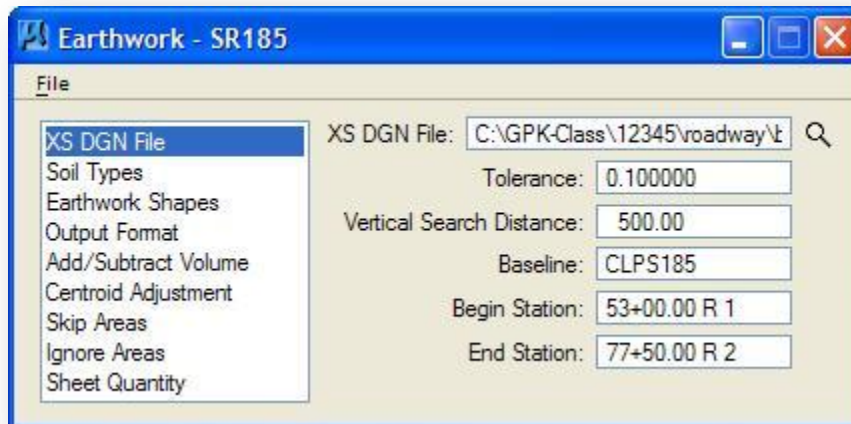 Earthwork - SR185
File
XS DGN File
Soil Types
Earthwork Shapes
Output Format
Add/Subtract Volume
Centroid Adjustment
Skip Areas
Ignore Areas
Sheet Quantity
XS DGN File: C:\GPK-Class\12345\roadway\
Tolerance: 0.100000
Vertical Search Distance: 500.00
Baseline: CLPS185
Begin Station: 53+00.00 R 1
End Station: 77+50.00 R 2